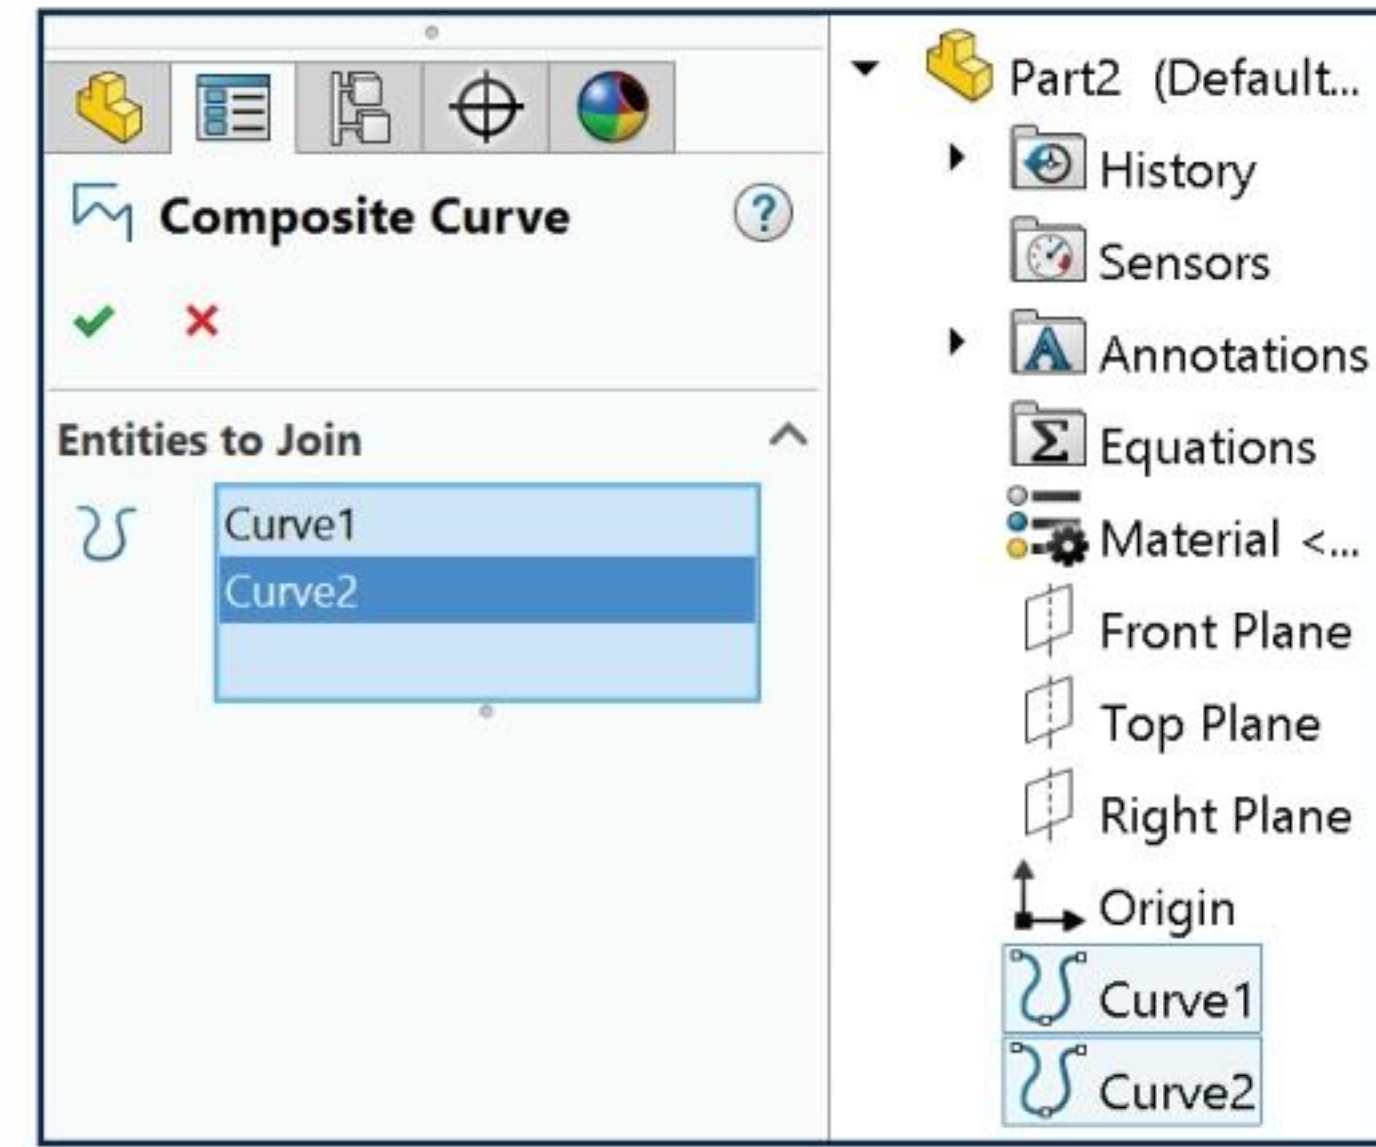 Composite Curve
?
Entities to Join
Curve1
Curve2
Part2 (Default...
History
Sensors
A Annotations
Σ Equations
Material <...
Front Plane
Top Plane
Right Plane
Origin
Curve1
Curve2